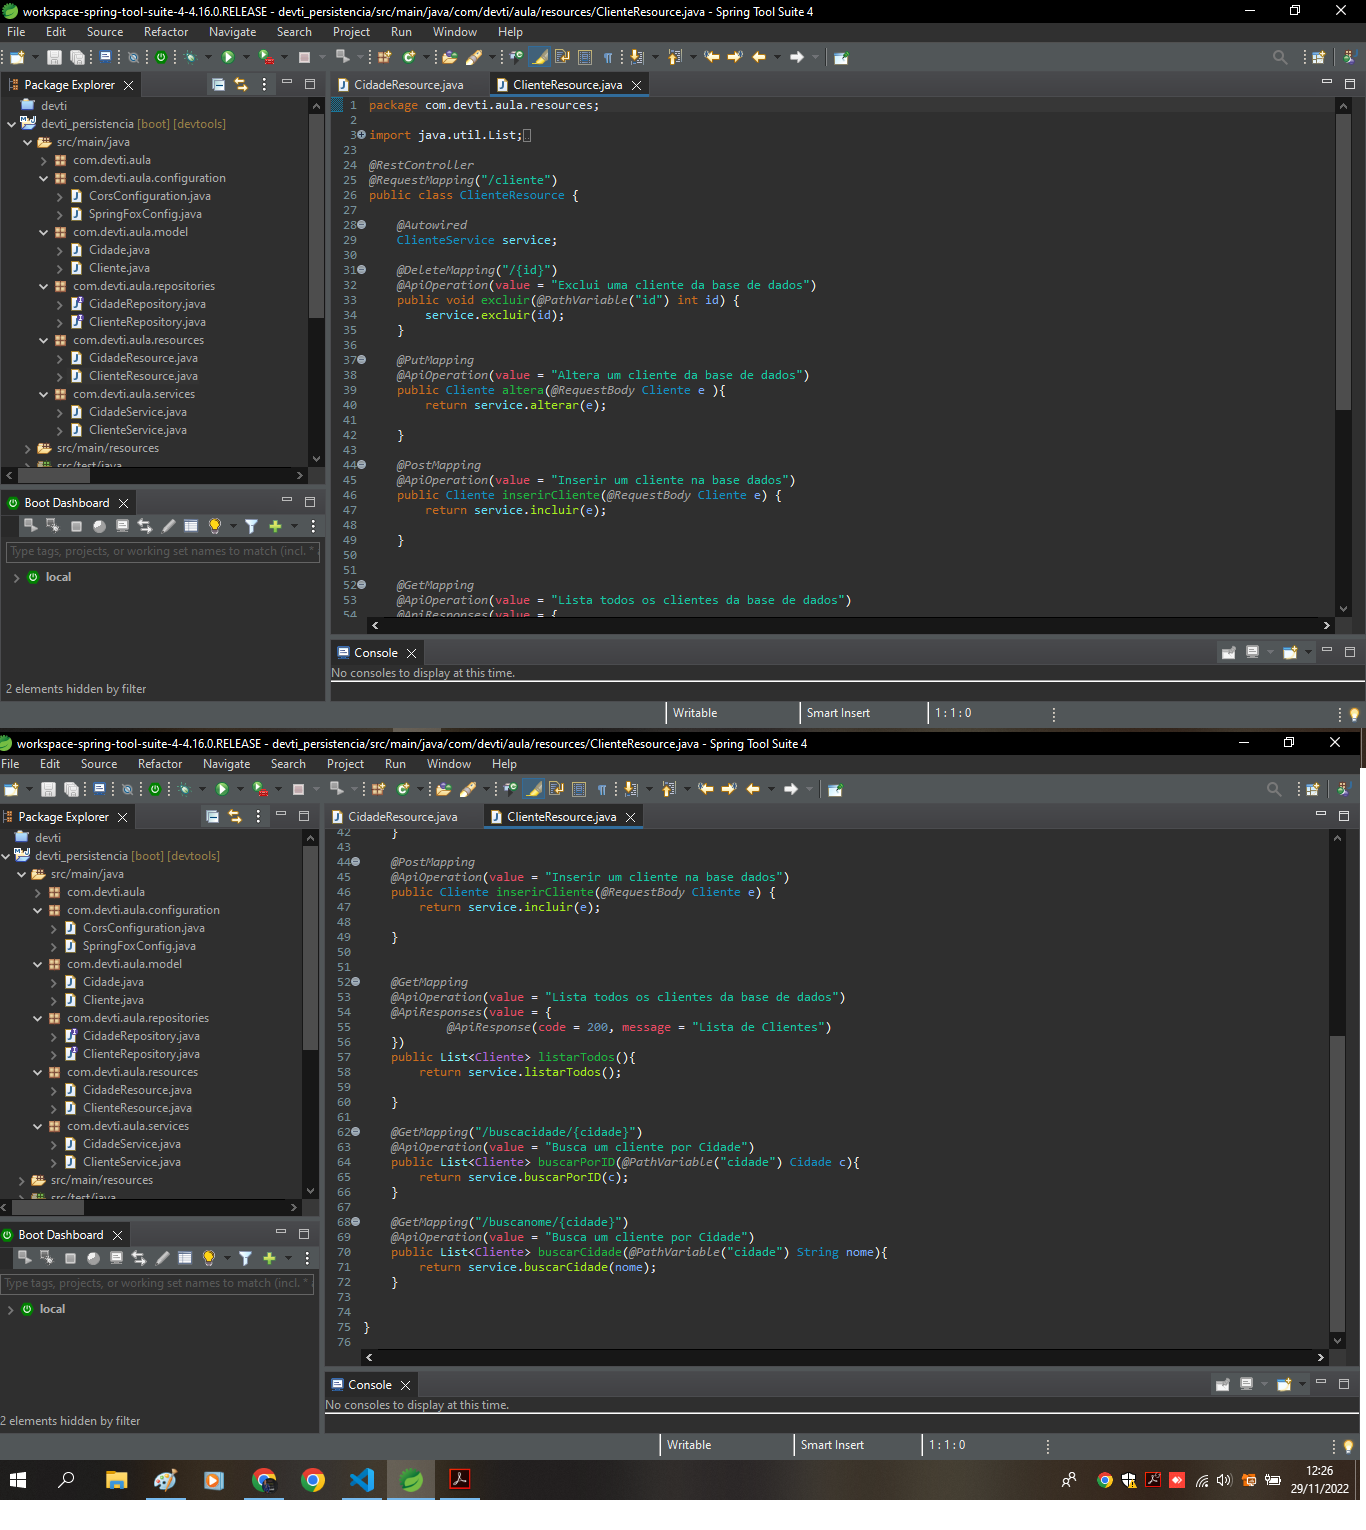 workspace-spring-tool-suite-4-4.16.0.RELEASE - devti_persistencia/src/main/java/com/devti/aula/resources/ClienteResource.java - Spring Tool Suite 4
File Edit Source Refactor Navigate Search Project Run Window Help
Package Explorer
devti
devti_persistencia [boot] [devtools]
src/main/java
com.devti.aula
com.devti.aula.configuration
CorsConfiguration.java
SpringFoxConfig.java
com.devti.aula.model
Cidade.java
Cliente.java
com.devti.aula.repositories
CidadeRepository.java
ClienteRepository.java
com.devti.aula.resources
CidadeResource.java
ClienteResource.java
com.devti.aula.services
CidadeService.java
ClienteService.java
src/main/resources
src/test/java
Boot Dashboard
Type tags, projects, or working set names to match (incl. *
local
2 elements hidden by filter
CidadeResource.java ClienteResource.java
1 package com.devti.aula.resources;
2
3 import java.util.List;
23
24 @RestController
25 @RequestMapping("/cliente")
26 public class ClienteResource {
27
28 @Autowired
29 ClienteService service;
30
31 @DeleteMapping("/{id}")
32 @ApiOperation(value = "Exclui uma cliente da base de dados")
33 public void excluir(@PathVariable("id") int id) {
34 service.excluir(id);
35 }
36
37 @PutMapping
38 @ApiOperation(value = "Altera um cliente da base de dados")
39 public Cliente altera(@RequestBody Cliente e ){
40 return service.alterar(e);
41
42 }
43
44 @PostMapping
45 @ApiOperation(value = "Inserir um cliente na base dados")
46 public Cliente inserirCliente(@RequestBody Cliente e) {
47 return service.incluir(e);
48
49 }
50
51
52 @GetMapping
53 @ApiOperation(value = "Lista todos os clientes da base de dados")
54 @ApiResponses(value = {
Console
No consoles to display at this time.
Writable Smart Insert 1 : 1 : 0
workspace-spring-tool-suite-4-4.16.0.RELEASE - devti_persistencia/src/main/java/com/devti/aula/resources/ClienteResource.java - Spring Tool Suite 4
File Edit Source Refactor Navigate Search Project Run Window Help
Package Explorer
devti
devti_persistencia [boot] [devtools]
src/main/java
com.devti.aula
com.devti.aula.configuration
CorsConfiguration.java
SpringFoxConfig.java
com.devti.aula.model
Cidade.java
Cliente.java
com.devti.aula.repositories
CidadeRepository.java
ClienteRepository.java
com.devti.aula.resources
CidadeResource.java
ClienteResource.java
com.devti.aula.services
CidadeService.java
ClienteService.java
src/main/resources
src/test/java
Boot Dashboard
Type tags, projects, or working set names to match (incl. *
local
2 elements hidden by filter
CidadeResource.java ClienteResource.java
42 }
43
44 @PostMapping
45 @ApiOperation(value = "Inserir um cliente na base dados")
46 public Cliente inserirCliente(@RequestBody Cliente e) {
47 return service.incluir(e);
48
49 }
50
51
52 @GetMapping
53 @ApiOperation(value = "Lista todos os clientes da base de dados")
54 @ApiResponses(value = {
55 @ApiResponse(code = 200, message = "Lista de Clientes")
56 })
57 public List<Cliente> listarTodos(){
58 return service.listarTodos();
59
60 }
61
62 @GetMapping("/buscacidade/{cidade}")
63 @ApiOperation(value = "Busca um cliente por Cidade")
64 public List<Cliente> buscarPorID(@PathVariable("cidade") Cidade c){
65 return service.buscarPorID(c);
66 }
67
68 @GetMapping("/buscanome/{cidade}")
69 @ApiOperation(value = "Busca um cliente por Cidade")
70 public List<Cliente> buscarCidade(@PathVariable("cidade") String nome){
71 return service.buscarCidade(nome);
72 }
73
74
75 }
76
Console
No consoles to display at this time.
Writable Smart Insert 1 : 1 : 0
12:26
29/11/2022